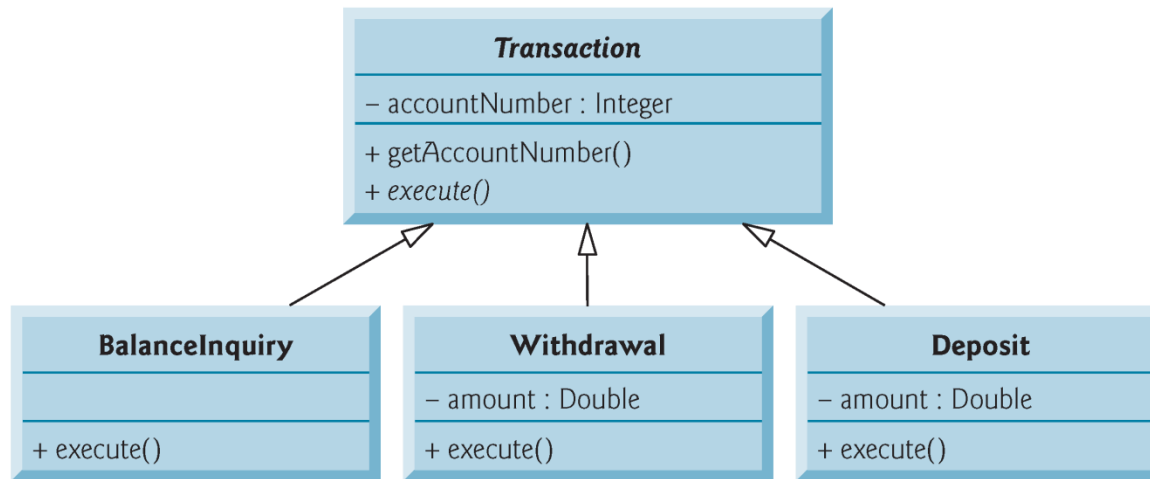 Transaction
– accountNumber : Integer
+ getAccountNumber()
+ execute()
BalanceInquiry
+ execute()
Withdrawal
– amount : Double
+ execute()
Deposit
– amount : Double
+ execute()